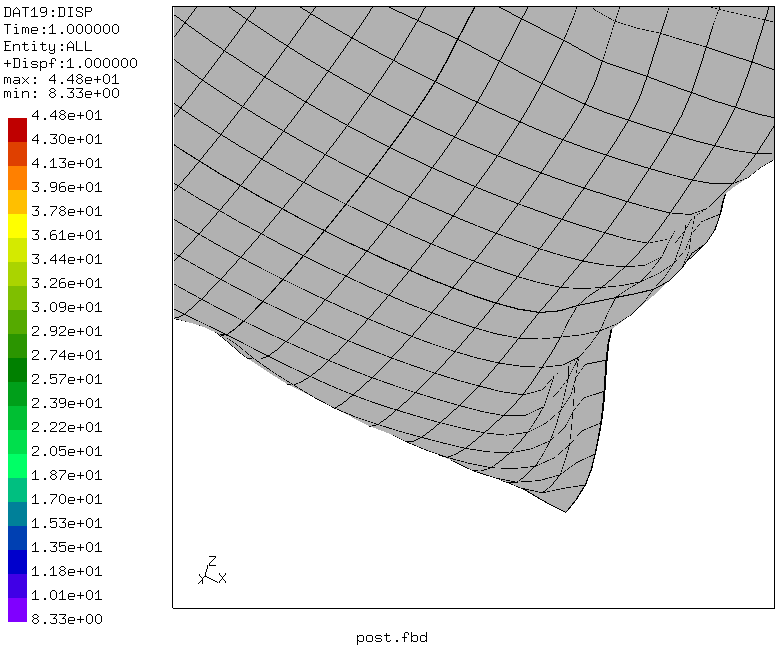 DAT19:DISP
Time:1.000000
Entity:ALL
+Dispf:1.000000
max: 4.48e+01
min: 8.33e+00
4.48e+01
4.30e+01
4.13e+01
3.96e+01
3.78e+01
3.61e+01
3.44e+01
3.26e+01
3.09e+01
2.92e+01
2.74e+01
2.57e+01
2.39e+01
2.22e+01
2.05e+01
1.87e+01
1.70e+01
1.53e+01
1.35e+01
1.18e+01
1.01e+01
8.33e+00
Z
Y X
post.fbd